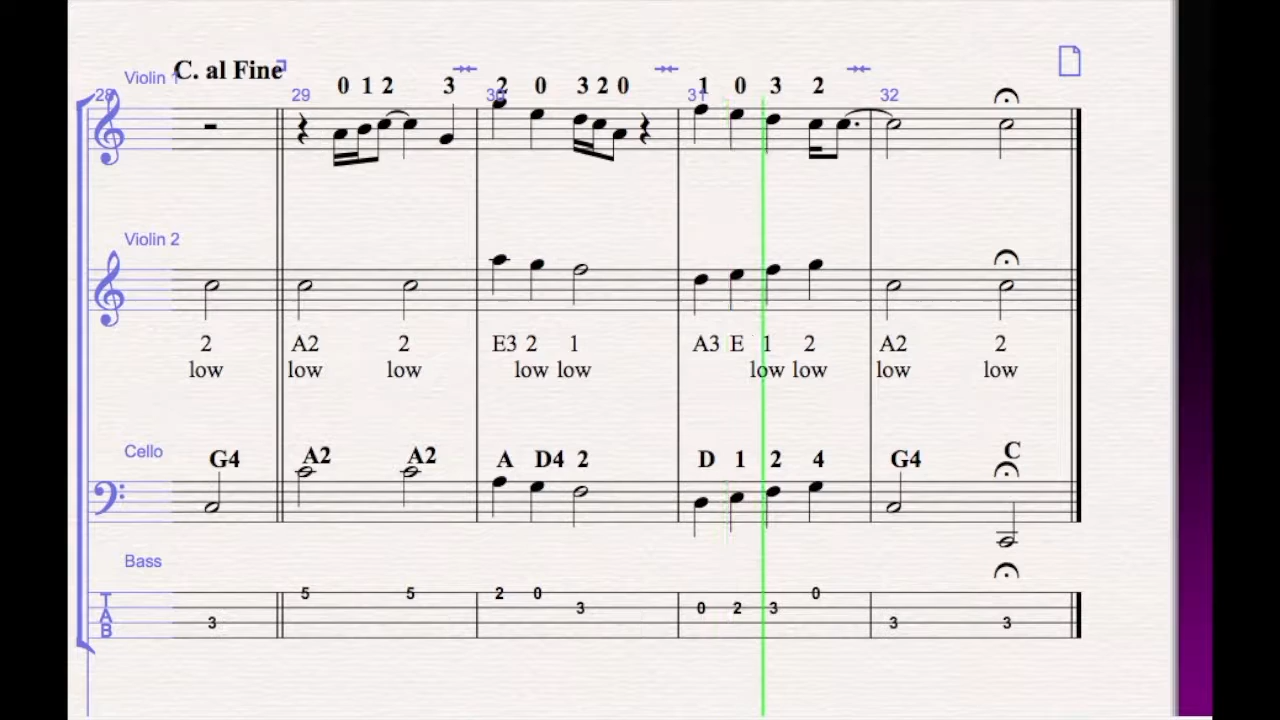 C. al Fine
Violin 1
0 1 2 3 2 0 3 2 0 1 0 3 2
28 29 30 31 32
Violin 2
2 A2 2 E3 2 1 A3 E 1 2 A2 2
low low low low low low low low low
Cello
G4 A2 A2 A D4 2 D 1 2 4 G4 C
Bass
T
A
B
5 5 2 0 0
3 0 2 3
3 3 3